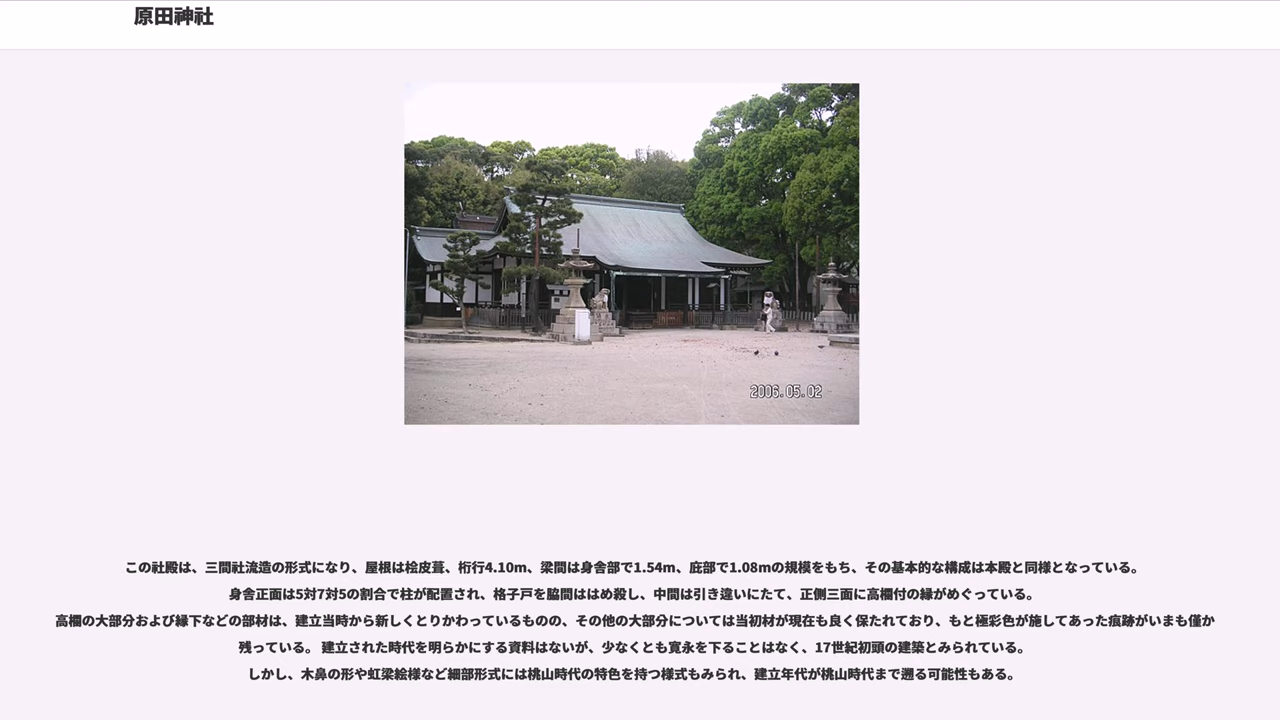 原田神社
2006.05.02
この社殿は、三間社流造の形式になり、屋根は桧皮葺、桁行4.10m、梁間は身舎部で1.54m、庇部で1.08mの規模をもち、その基本的な構成は本殿と同様となっている。
身舎正面は5対7対5の割合で柱が配置され、格子戸を脇間ははめ殺し、中間は引き違いにたて、正側三面に高欄付の縁がめぐっている。
高欄の大部分および縁下などの部材は、建立当時から新しくとりかわっているものの、その他の大部分については当初材が現在も良く保たれており、もと極彩色が施してあった痕跡がいまも僅か
残っている。 建立された時代を明らかにする資料はないが、少なくとも寛永を下ることはなく、17世紀初頭の建築とみられている。
しかし、木鼻の形や虹梁絵様など細部形式には桃山時代の特色を持つ様式もみられ、建立年代が桃山時代まで遡る可能性もある。